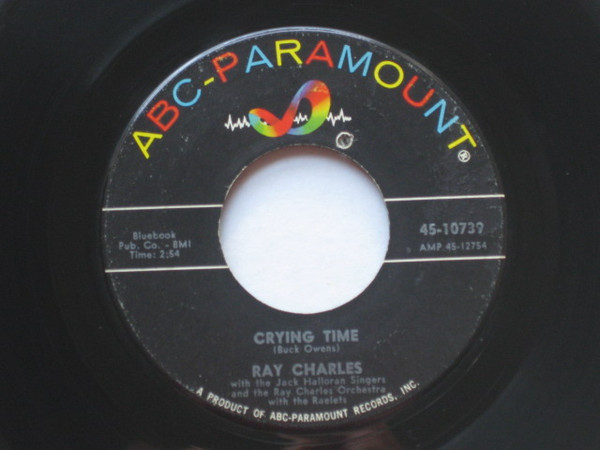 ABC-PARAMOUNT®
Bluebook
Pub. Co. - BMI
Time: 2:54
45-10739
AMP 45-12754
CRYING TIME
(Buck Owens)
RAY CHARLES
with the Jack Halloran Singers
and the Ray Charles Orchestra
with the Raelets
A PRODUCT OF ABC-PARAMOUNT RECORDS, INC.